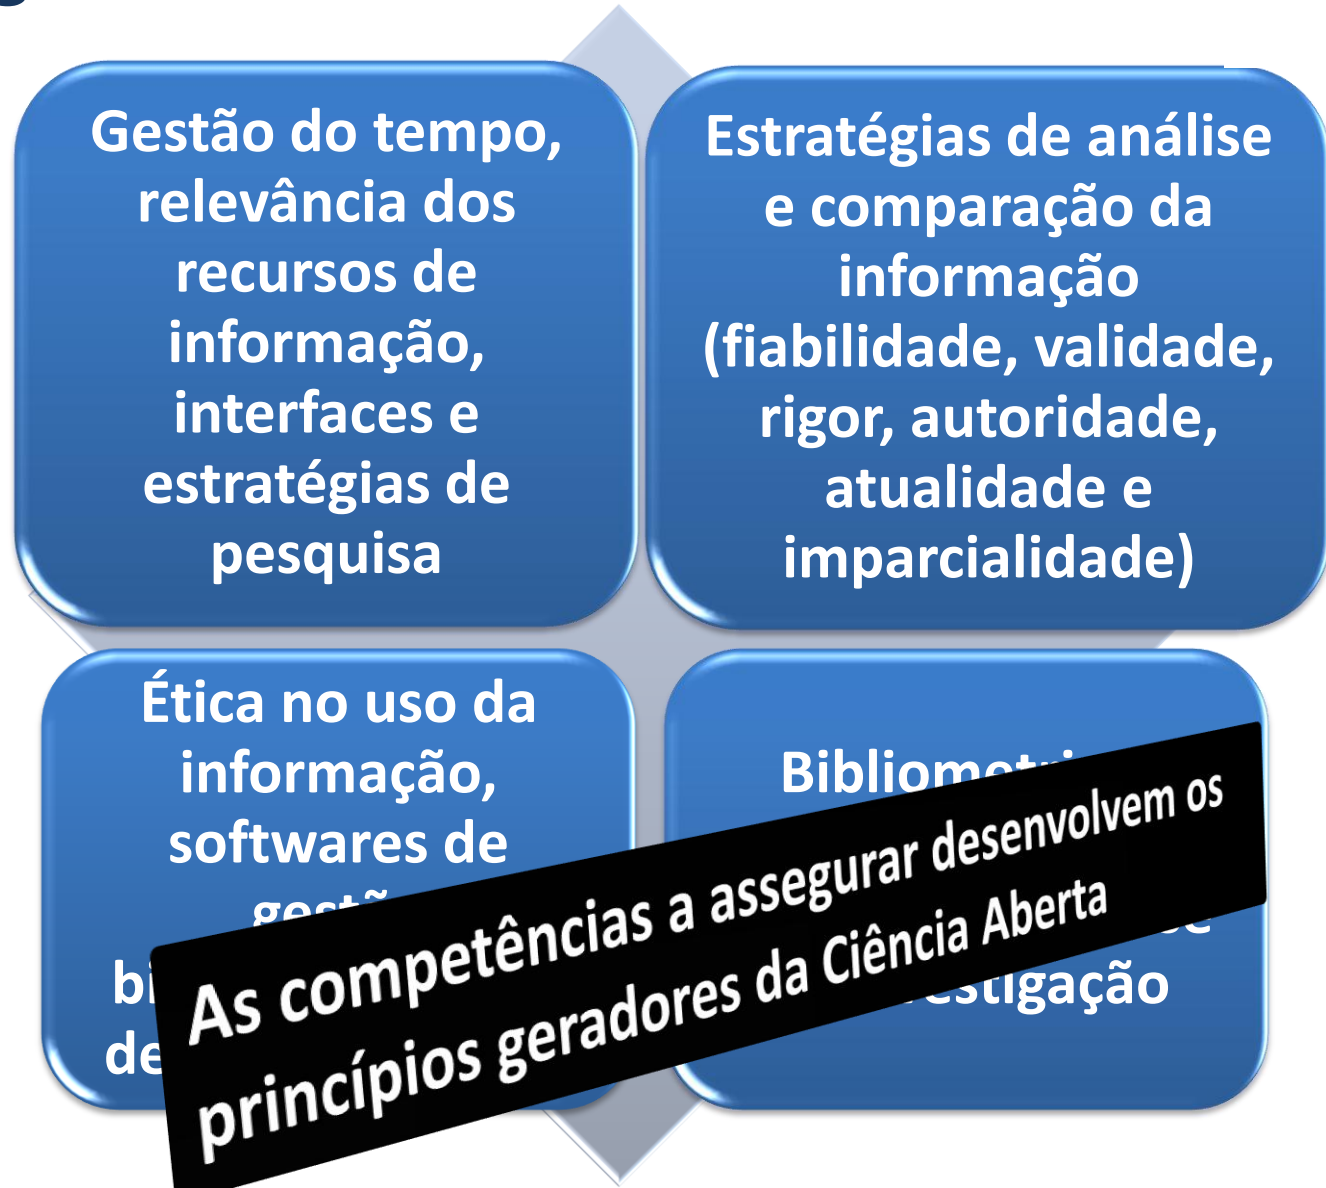 Gestão do tempo,
relevância dos
recursos de
informação,
interfaces e
estratégias de
pesquisa
Estratégias de análise
e comparação da
informação
(fiabilidade, validade,
rigor, autoridade,
atualidade e
imparcialidade)
Ética no uso da
informação,
softwares de
As competências a assegurar desenvolvem os
princípios geradores da Ciência Aberta